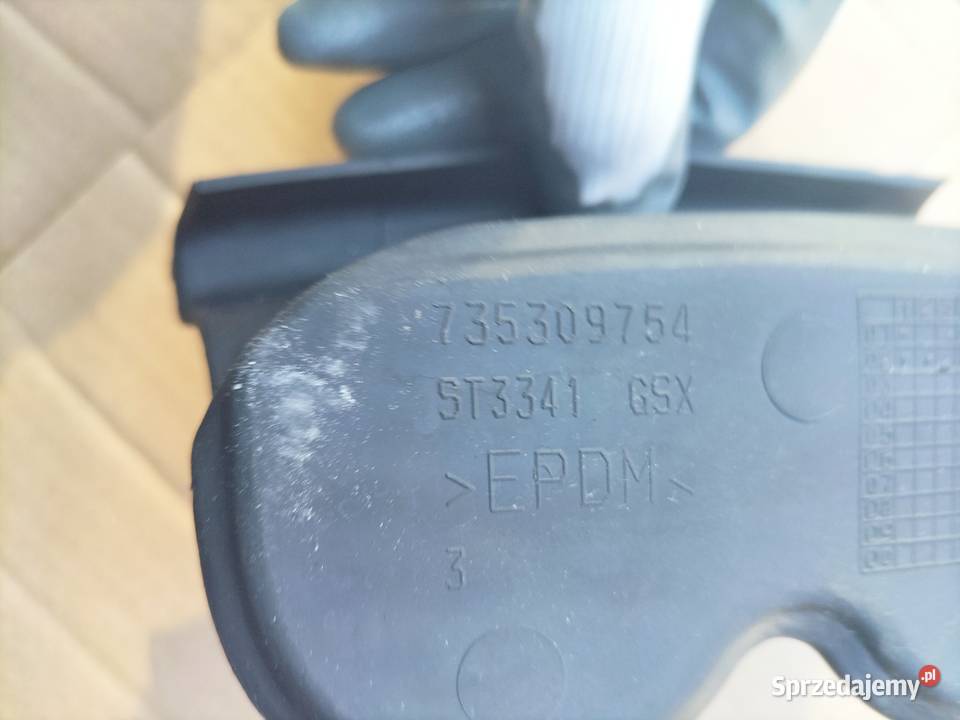 735309754
ST3341 GSX
>EPDM<
3
Sprzedajemy.pl